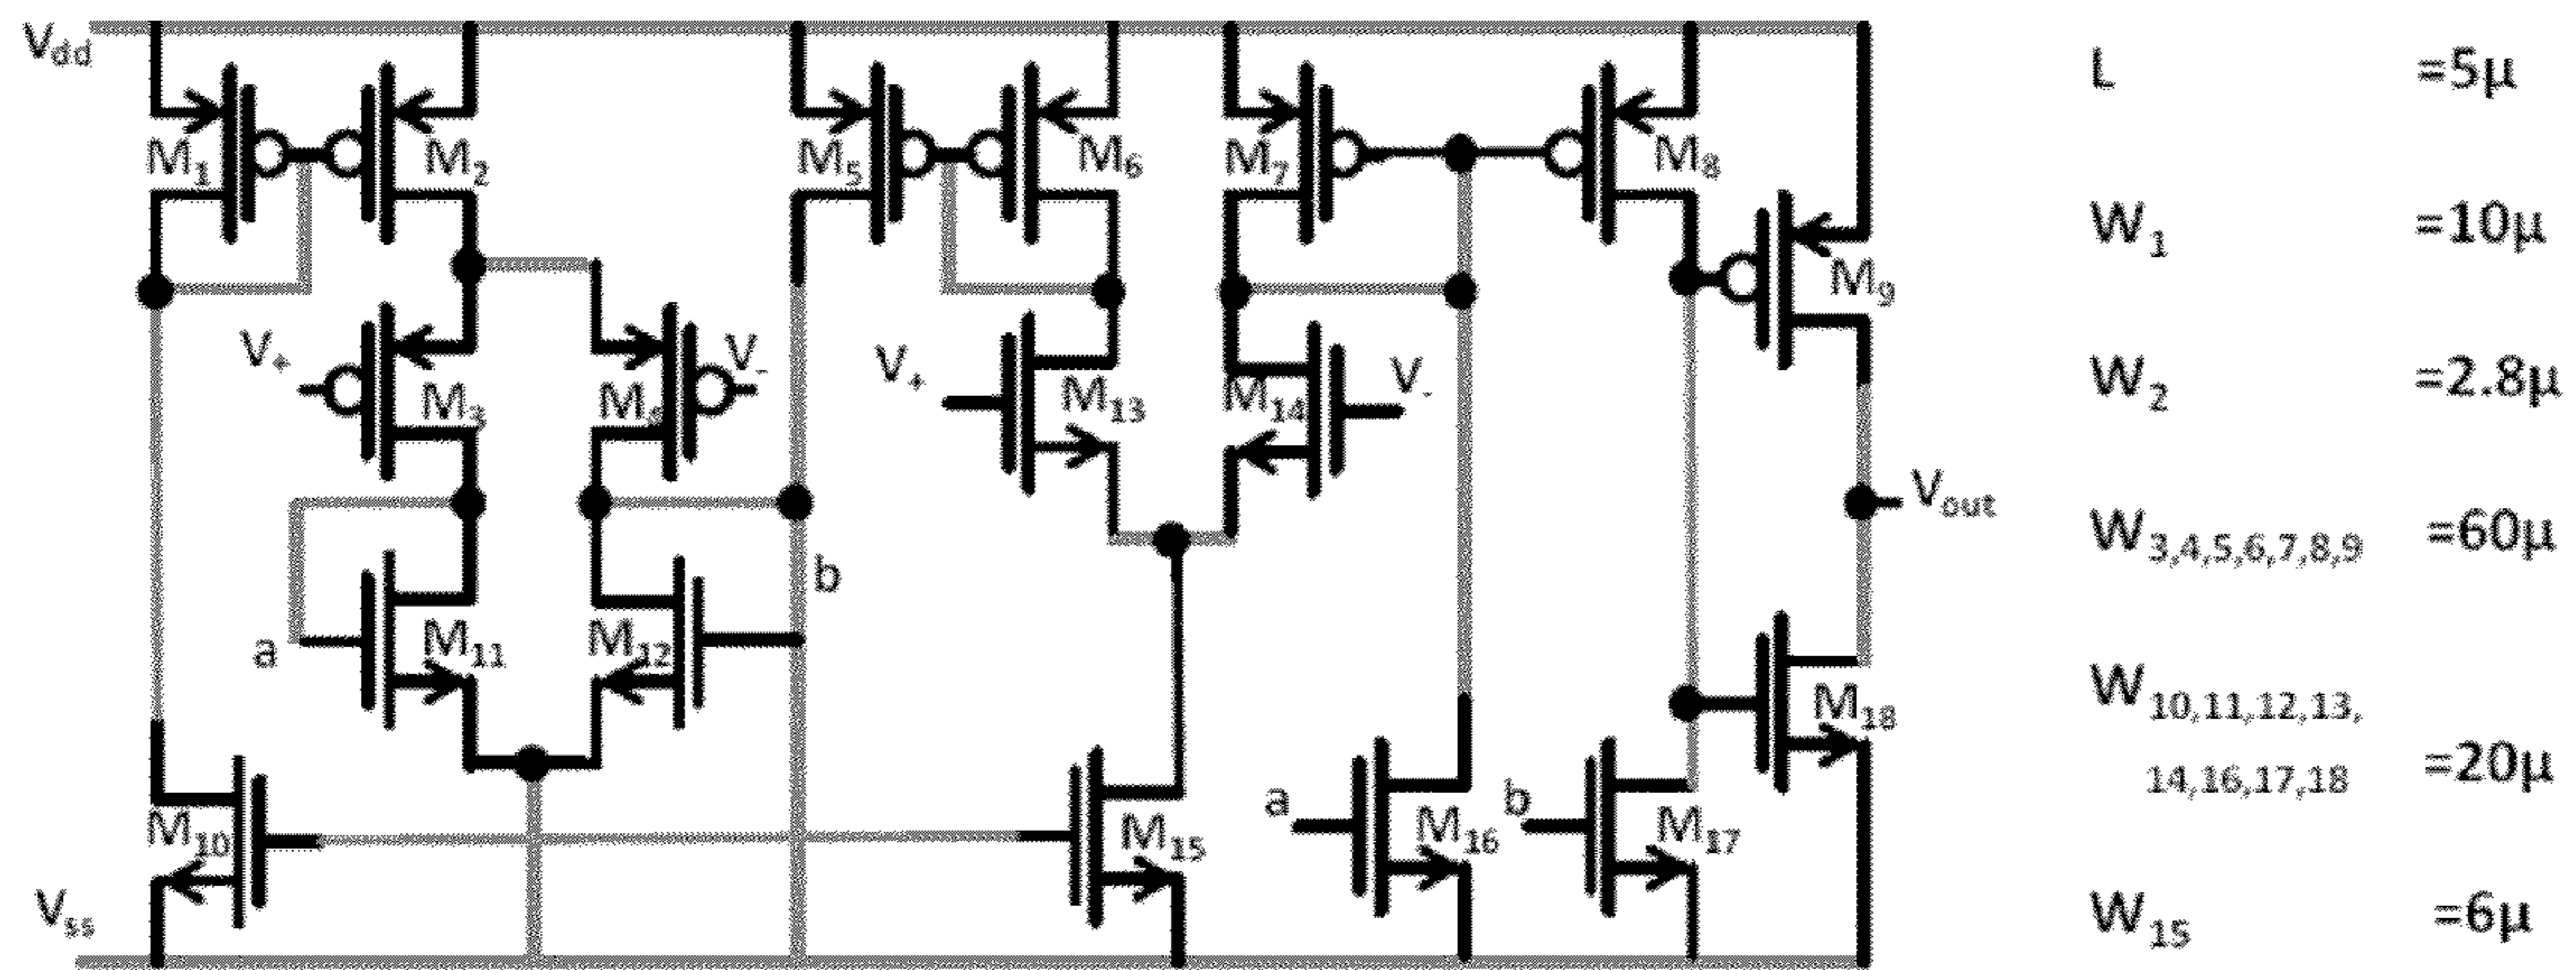 Vdd
M1
M2
M5
M6
M7
M8
M9
V+
M3
M4
V-
V+
M13
M14
V-
Vout
a
M11
M12
b
M18
M10
M15
a
M16
b
M17
Vss
L =5μ
W1 =10μ
W2 =2.8μ
W3,4,5,6,7,8,9 =60μ
W10,11,12,13,
14,16,17,18 =20μ
W15 =6μ